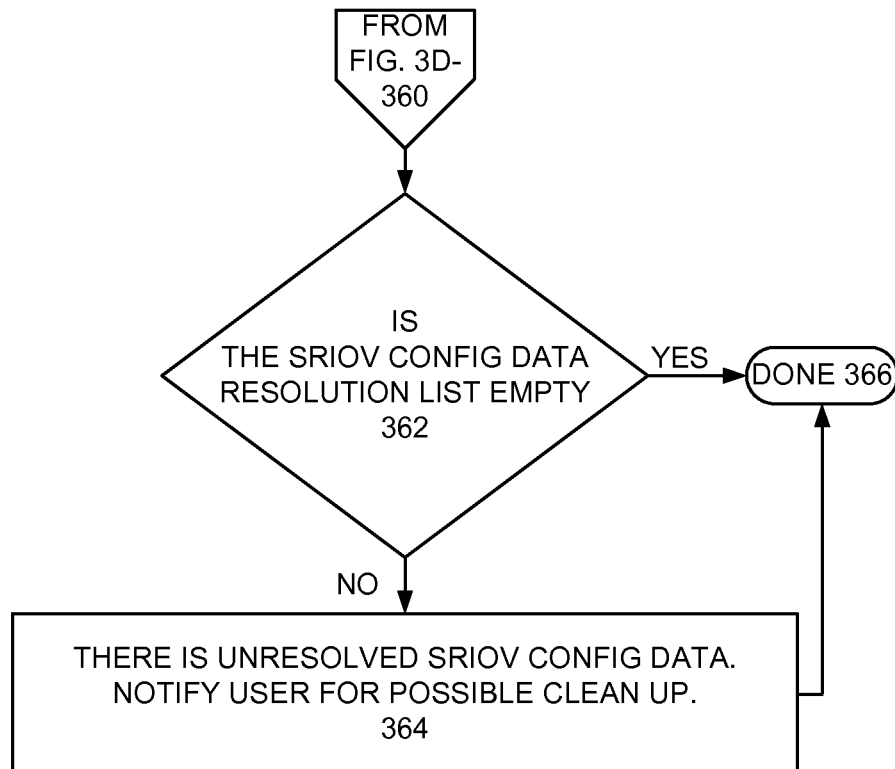 FROM
FIG. 3D-
360
IS
THE SRIOV CONFIG DATA
RESOLUTION LIST EMPTY
362
YES
DONE 366
NO
THERE IS UNRESOLVED SRIOV CONFIG DATA.
NOTIFY USER FOR POSSIBLE CLEAN UP.
364